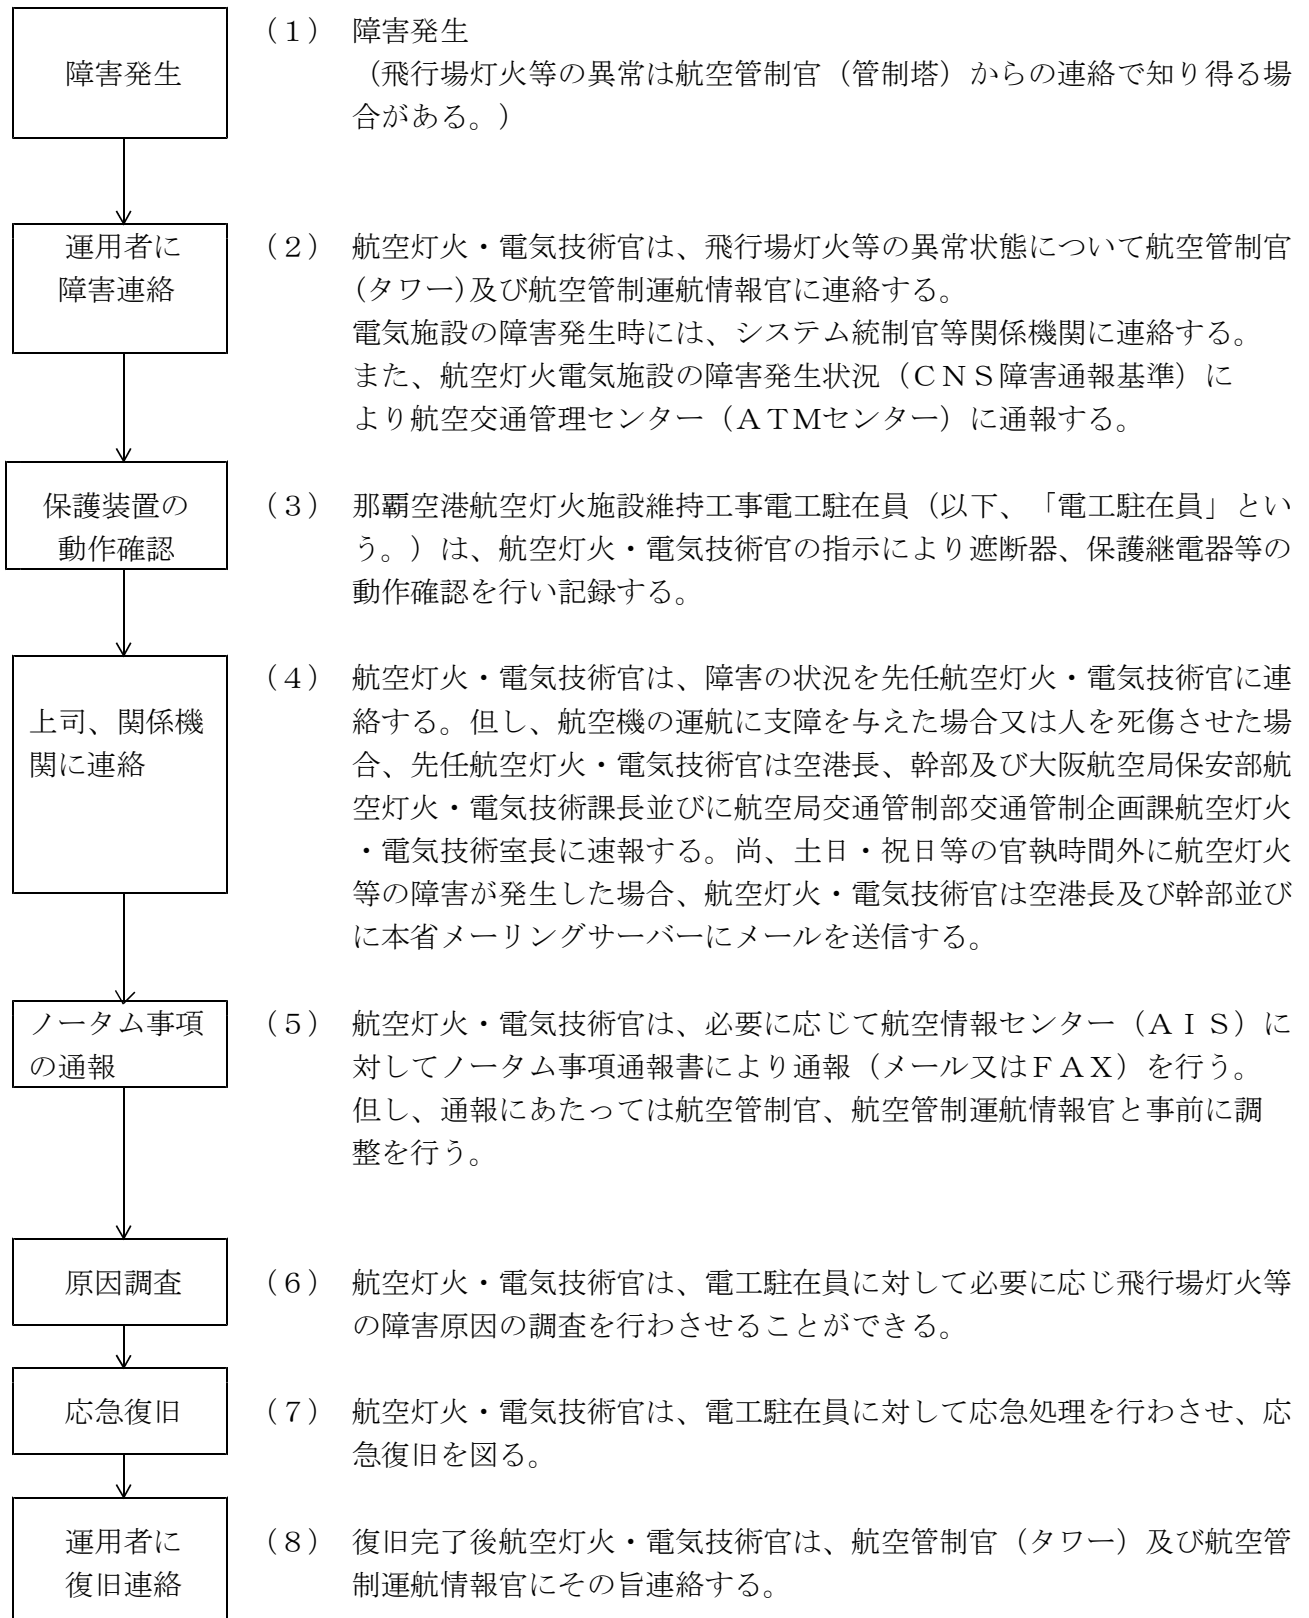 障害発生
（１） 障害発生
（飛行場灯火等の異常は航空管制官（管制塔）からの連絡で知り得る場
合がある。）
運用者に
障害連絡
（２） 航空灯火・電気技術官は、飛行場灯火等の異常状態について航空管制官
(タワー)及び航空管制運航情報官に連絡する。
電気施設の障害発生時には、システム統制官等関係機関に連絡する。
また、航空灯火電気施設の障害発生状況（ＣＮＳ障害通報基準）に
より航空交通管理センター（ＡＴＭセンター）に通報する。
保護装置の
動作確認
（３） 那覇空港航空灯火施設維持工事電工駐在員（以下、「電工駐在員」とい
う。）は、航空灯火・電気技術官の指示により遮断器、保護継電器等の
動作確認を行い記録する。
上司、関係機
関に連絡
（４） 航空灯火・電気技術官は、障害の状況を先任航空灯火・電気技術官に連
絡する。但し、航空機の運航に支障を与えた場合又は人を死傷させた場
合、先任航空灯火・電気技術官は空港長、幹部及び大阪航空局保安部航
空灯火・電気技術課長並びに航空局交通管制部交通管制企画課航空灯火
・電気技術室長に速報する。尚、土日・祝日等の官執時間外に航空灯火
等の障害が発生した場合、航空灯火・電気技術官は空港長及び幹部並び
に本省メーリングサーバーにメールを送信する。
ノータム事項
の通報
（５） 航空灯火・電気技術官は、必要に応じて航空情報センター（ＡＩＳ）に
対してノータム事項通報書により通報（メール又はＦＡＸ）を行う。
但し、通報にあたっては航空管制官、航空管制運航情報官と事前に調
整を行う。
原因調査
（６） 航空灯火・電気技術官は、電工駐在員に対して必要に応じ飛行場灯火等
の障害原因の調査を行わさせることができる。
応急復旧
（７） 航空灯火・電気技術官は、電工駐在員に対して応急処理を行わさせ、応
急復旧を図る。
運用者に
復旧連絡
（８） 復旧完了後航空灯火・電気技術官は、航空管制官（タワー）及び航空管
制運航情報官にその旨連絡する。